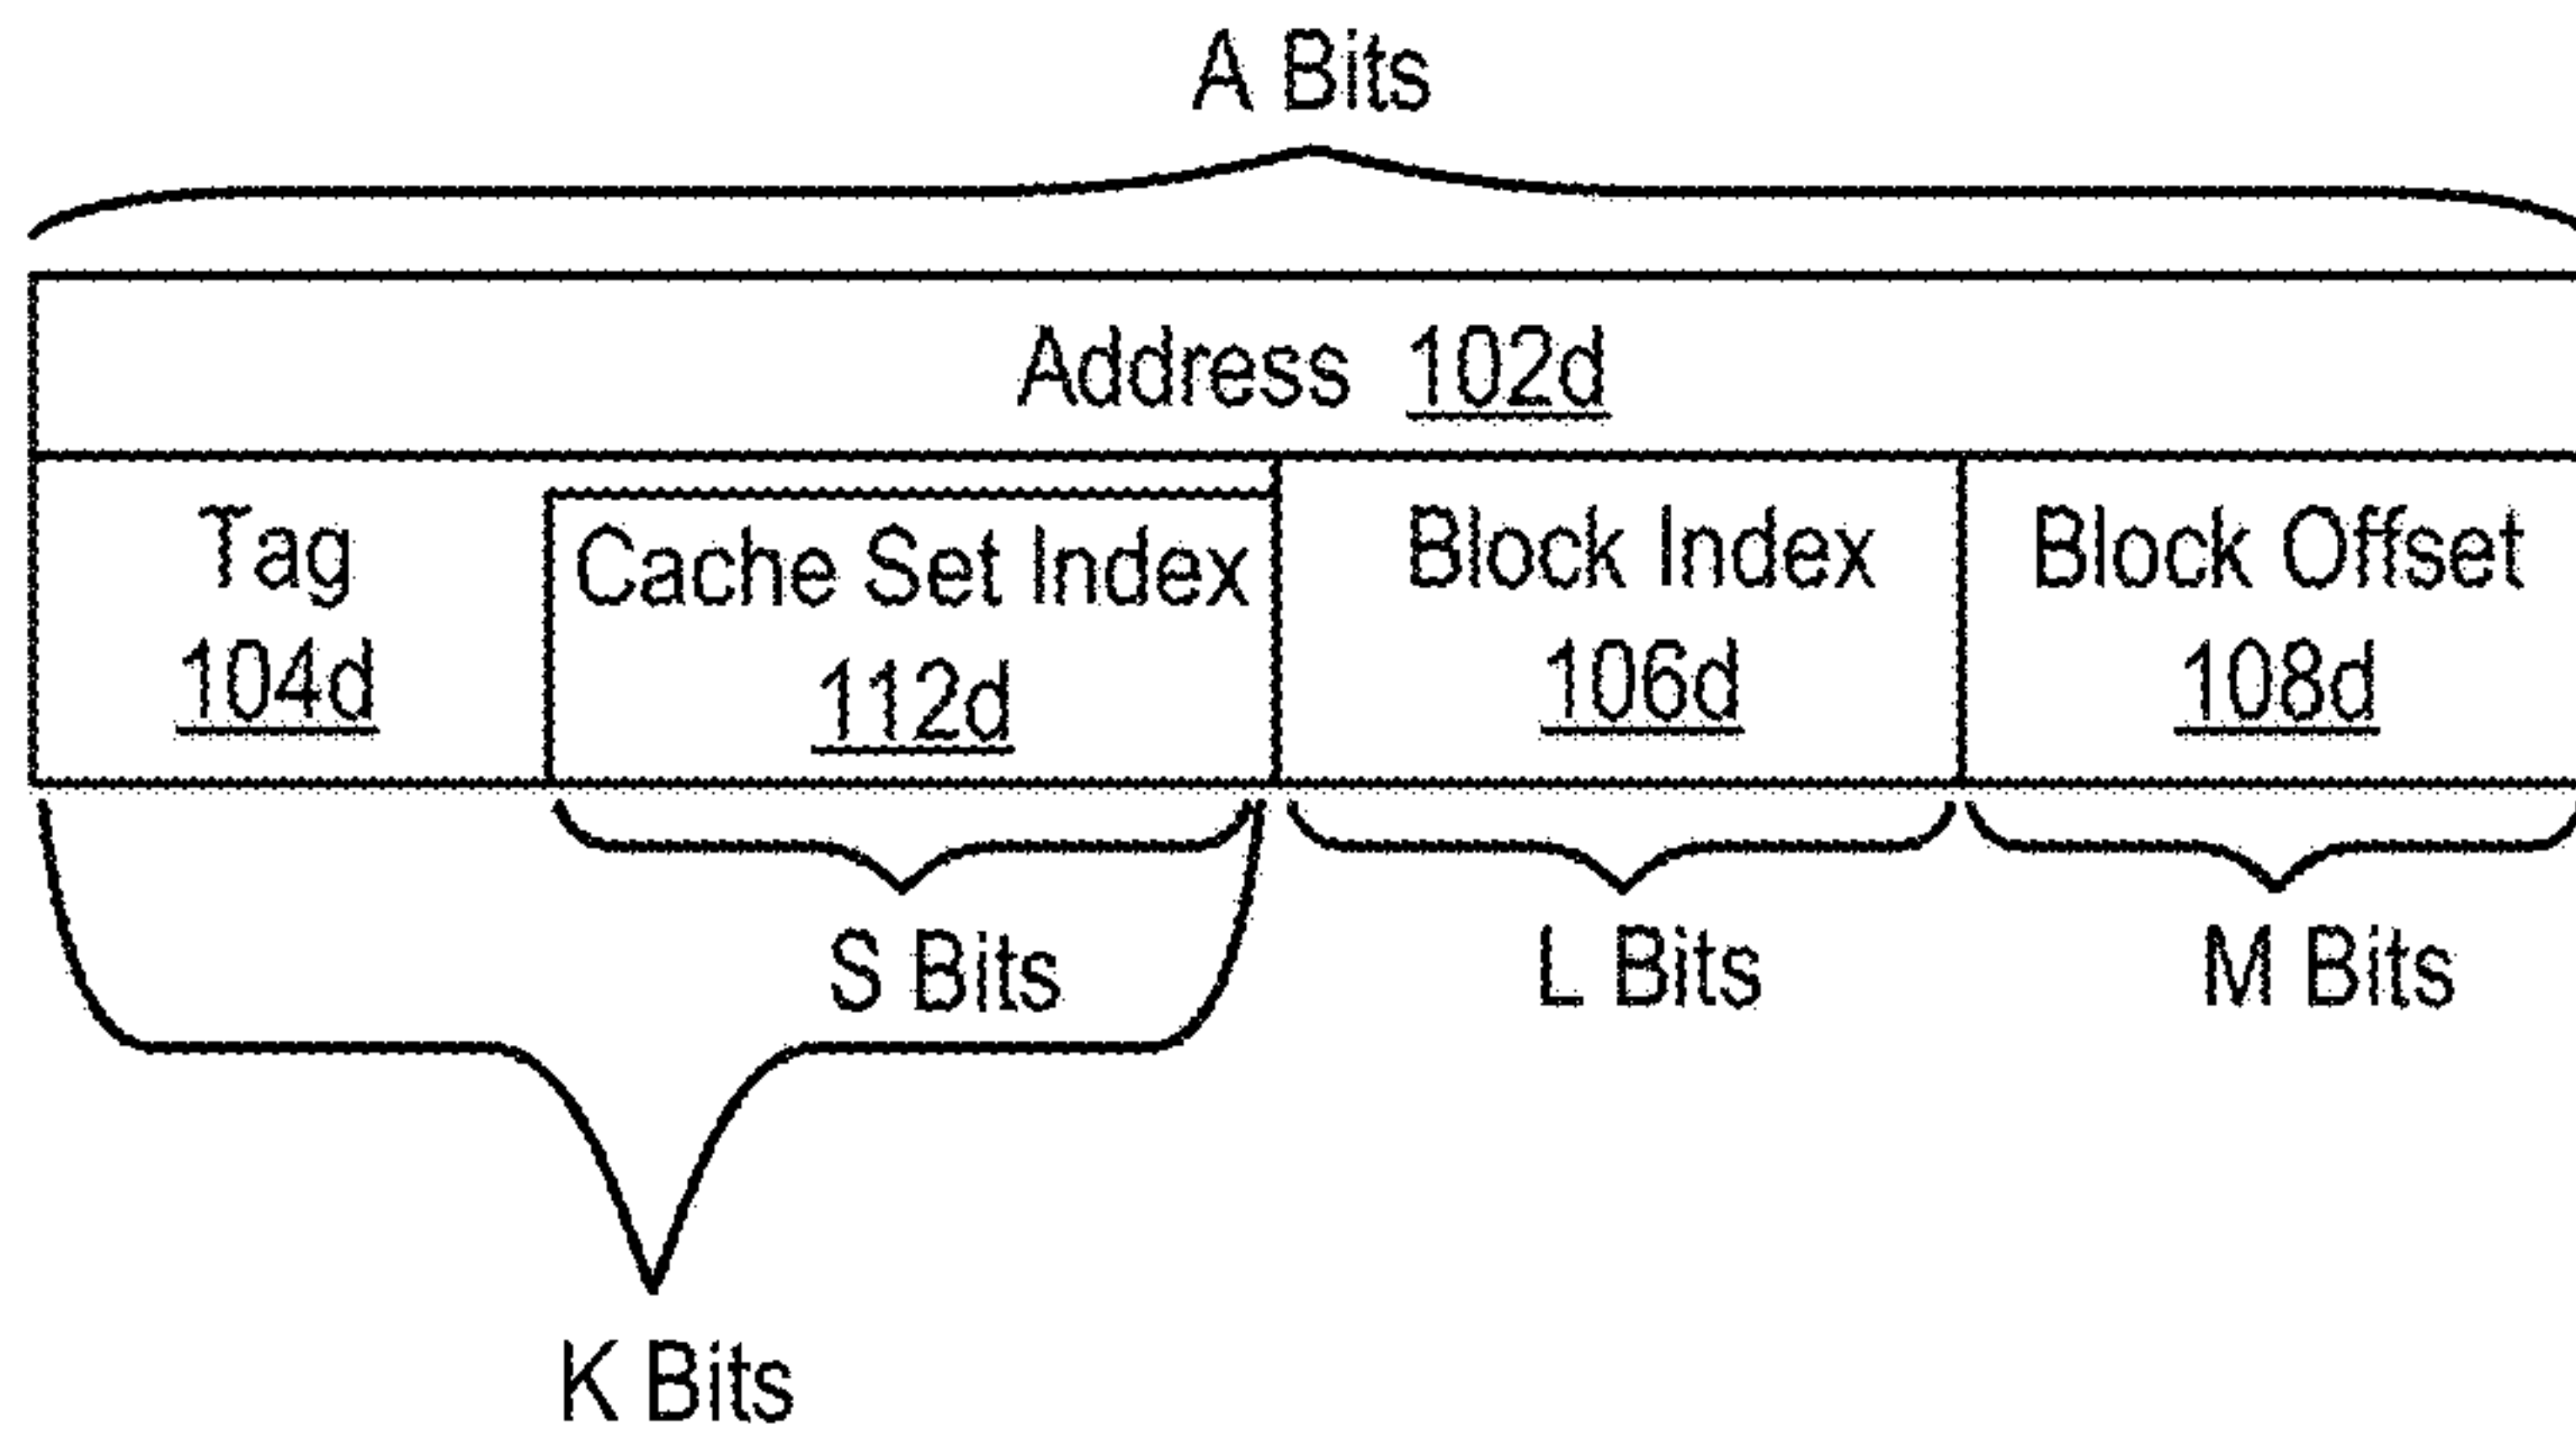 A Bits
Address 102d
Tag
104d
Cache Set Index
112d
Block Index
106d
Block Offset
108d
S Bits
L Bits
M Bits
K Bits